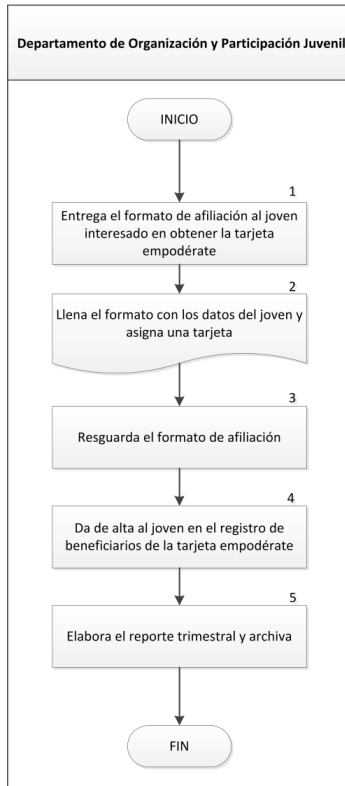 Departamento de Organización y Participación Juvenil
INICIO
1
Entrega el formato de afiliación al joven
interesado en obtener la tarjeta
empodérate
2
Llena el formato con los datos del joven y
asigna una tarjeta
3
Resguarda el formato de afiliación
4
Da de alta al joven en el registro de
beneficiarios de la tarjeta empodérate
5
Elabora el reporte trimestral y archiva
FIN